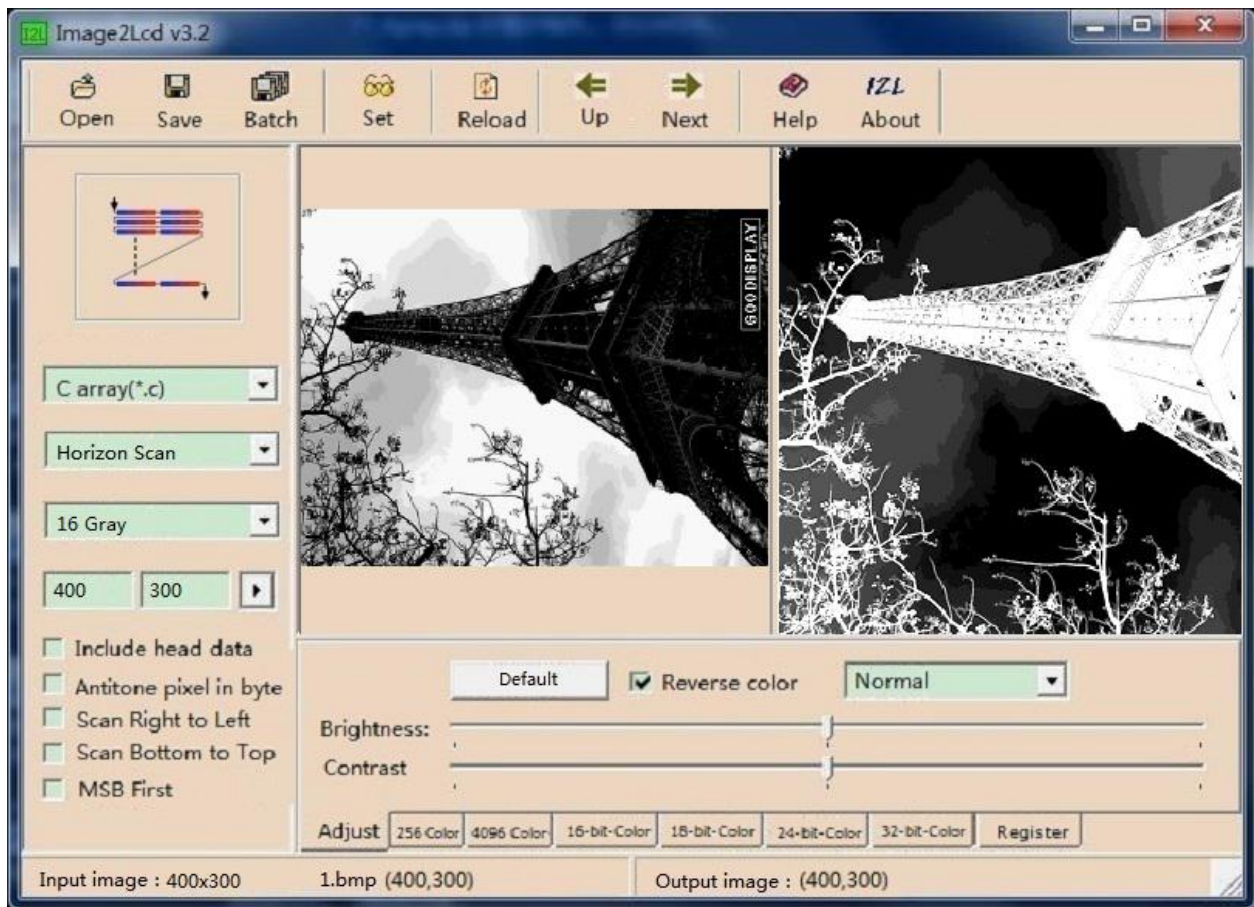 I2L Image2Lcd v3.2
Open Save Batch Set Reload Up Next Help I2L About
GOODISPLAY
C array(*.c)
Horizon Scan
16 Gray
400 300
Include head data
Antitone pixel in byte
Scan Right to Left
Scan Bottom to Top
MSB First
Default Reverse color Normal
Brightness:
Contrast
Adjust 256 Color 4096 Color 16-bit-Color 18-bit-Color 24-bit-Color 32-bit-Color Register
Input image : 400x300 1.bmp (400,300) Output image : (400,300)